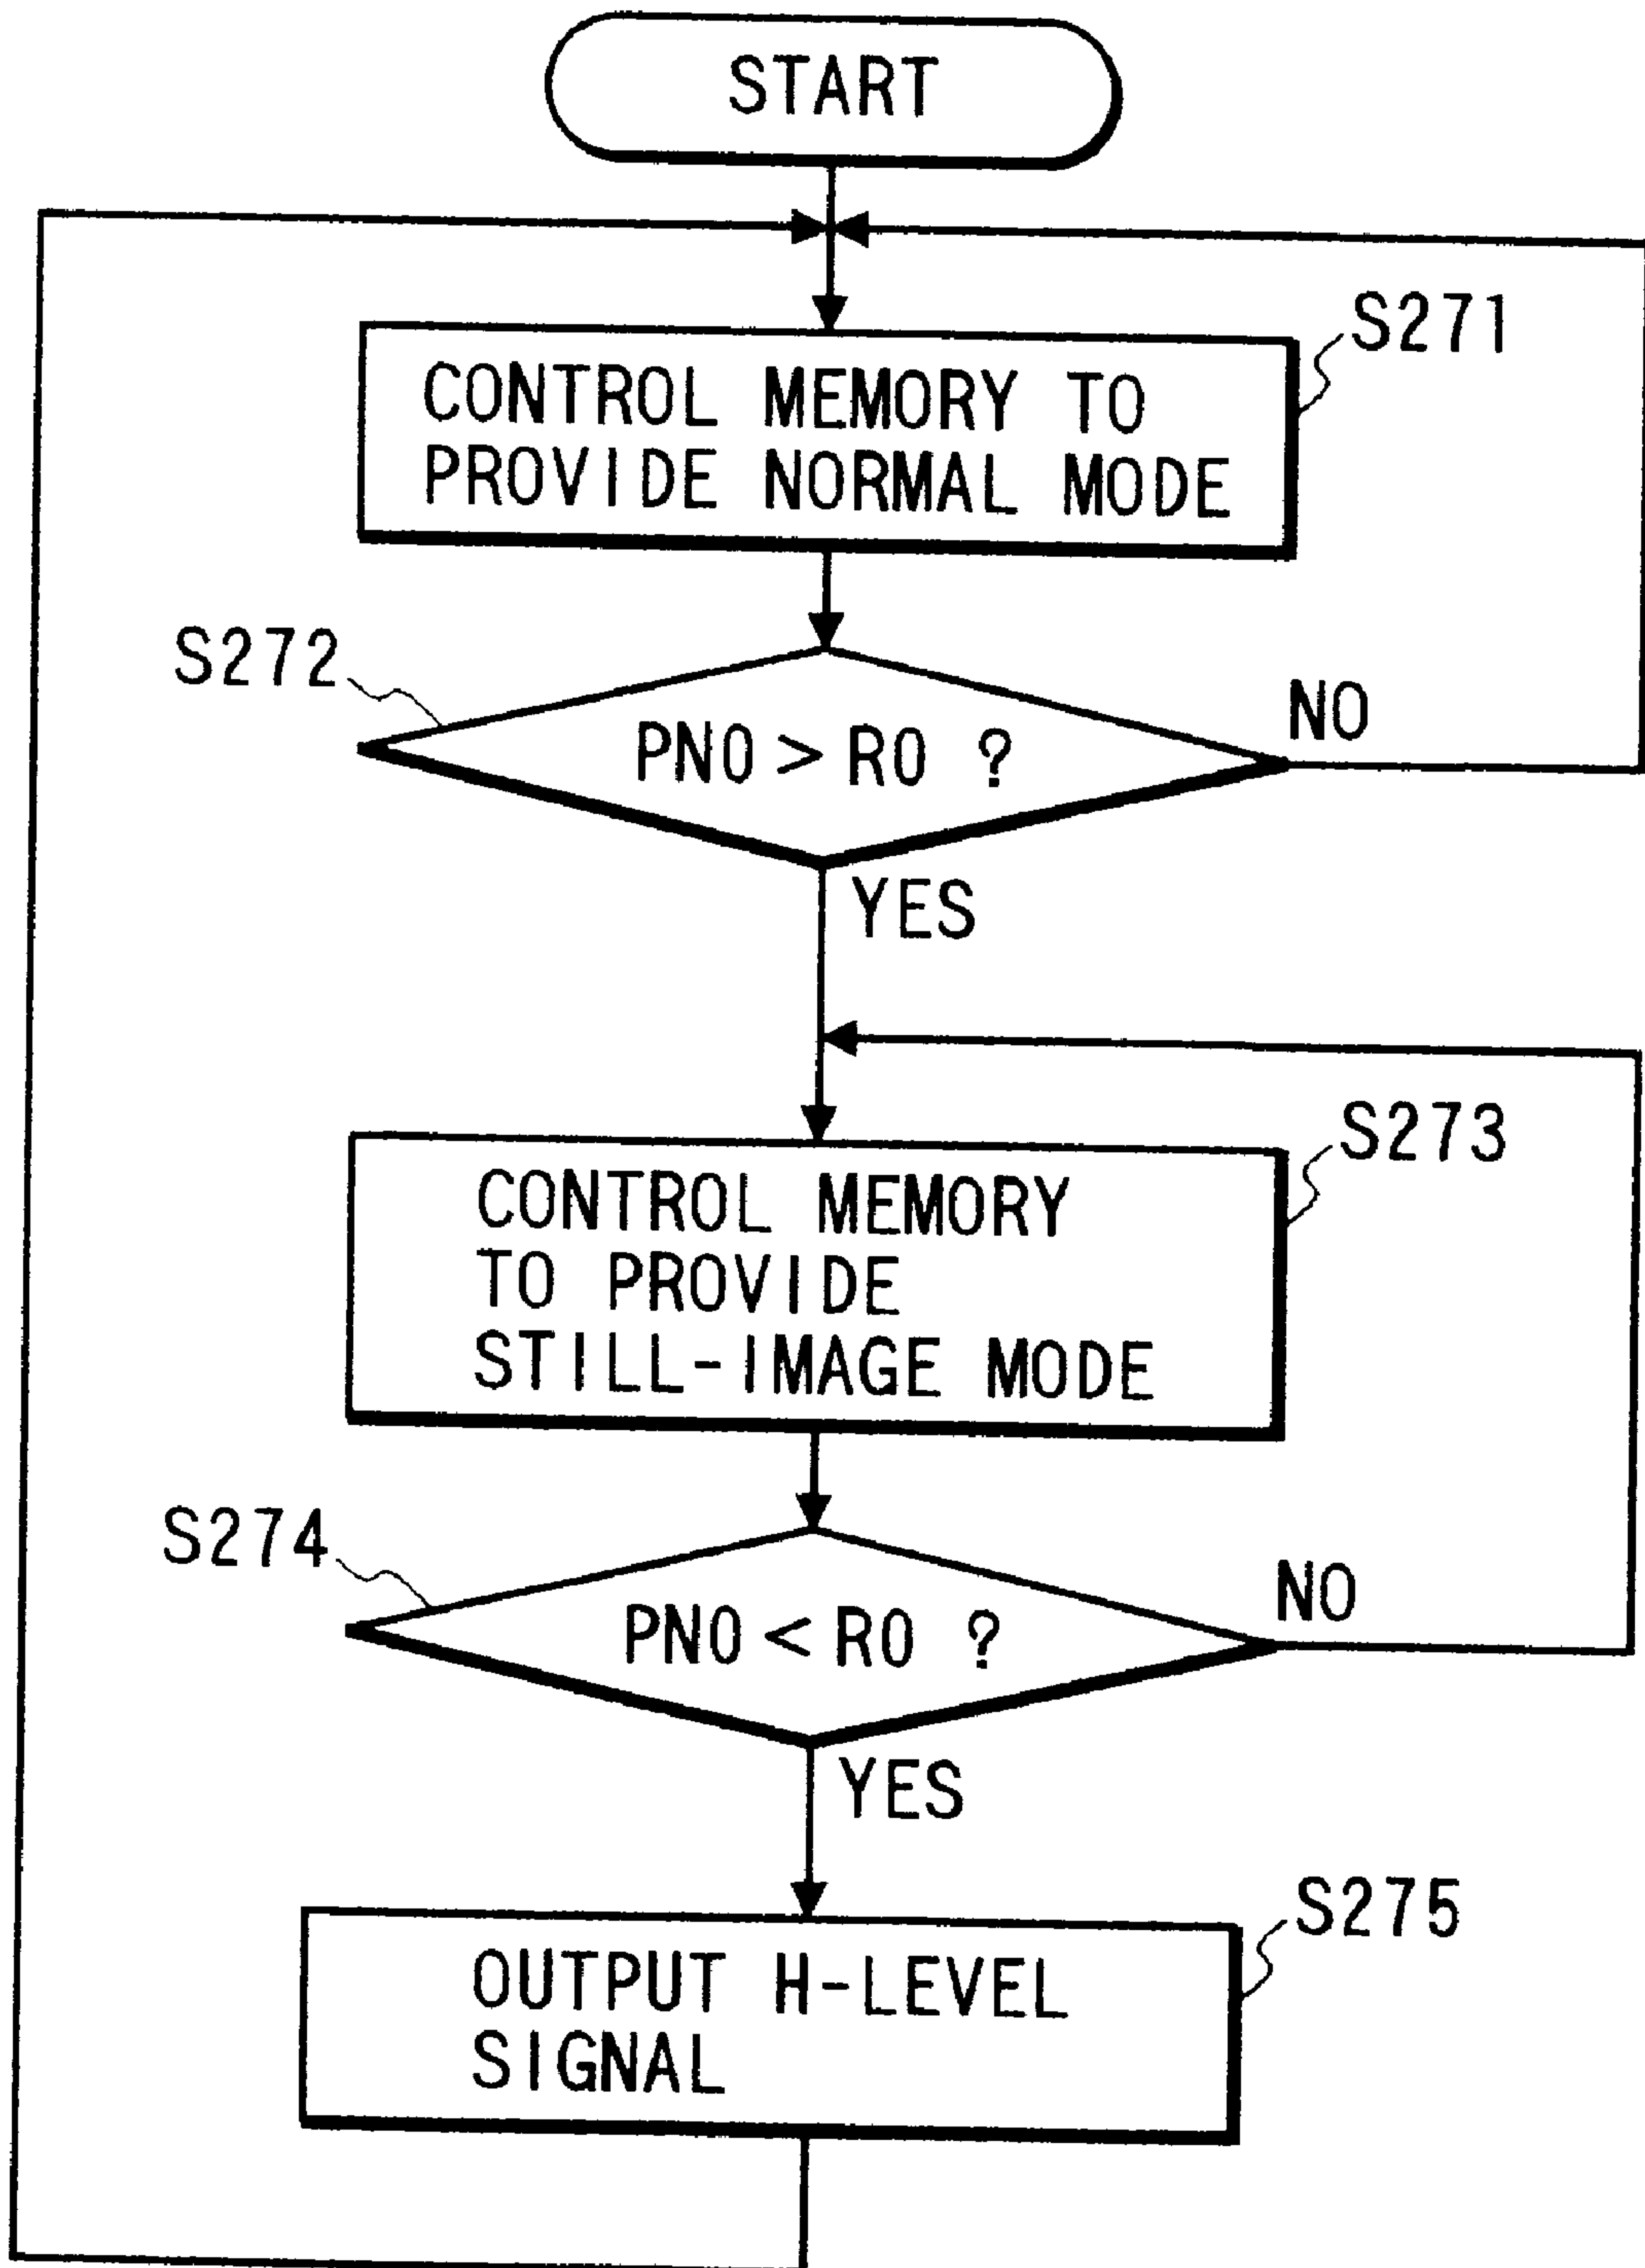 START
S271
CONTROL MEMORY TO
PROVIDE NORMAL MODE
S272
PN0 > R0 ?
NO
YES
S273
CONTROL MEMORY
TO PROVIDE
STILL-IMAGE MODE
S274
PN0 < R0 ?
NO
YES
S275
OUTPUT H-LEVEL
SIGNAL